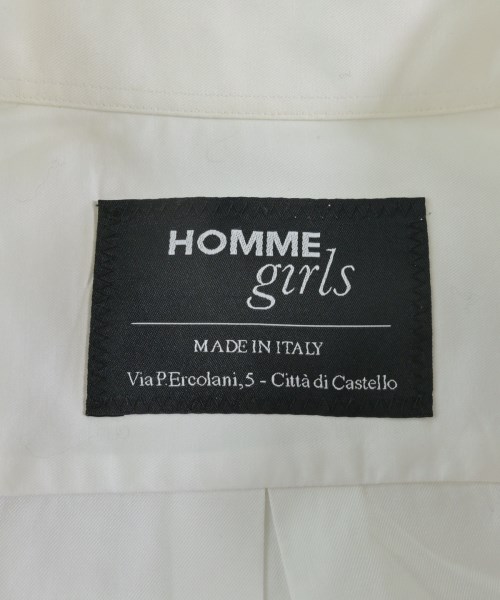 HOMME
girls
MADE IN ITALY
Via P.Ercolani,5 - Città di Castello